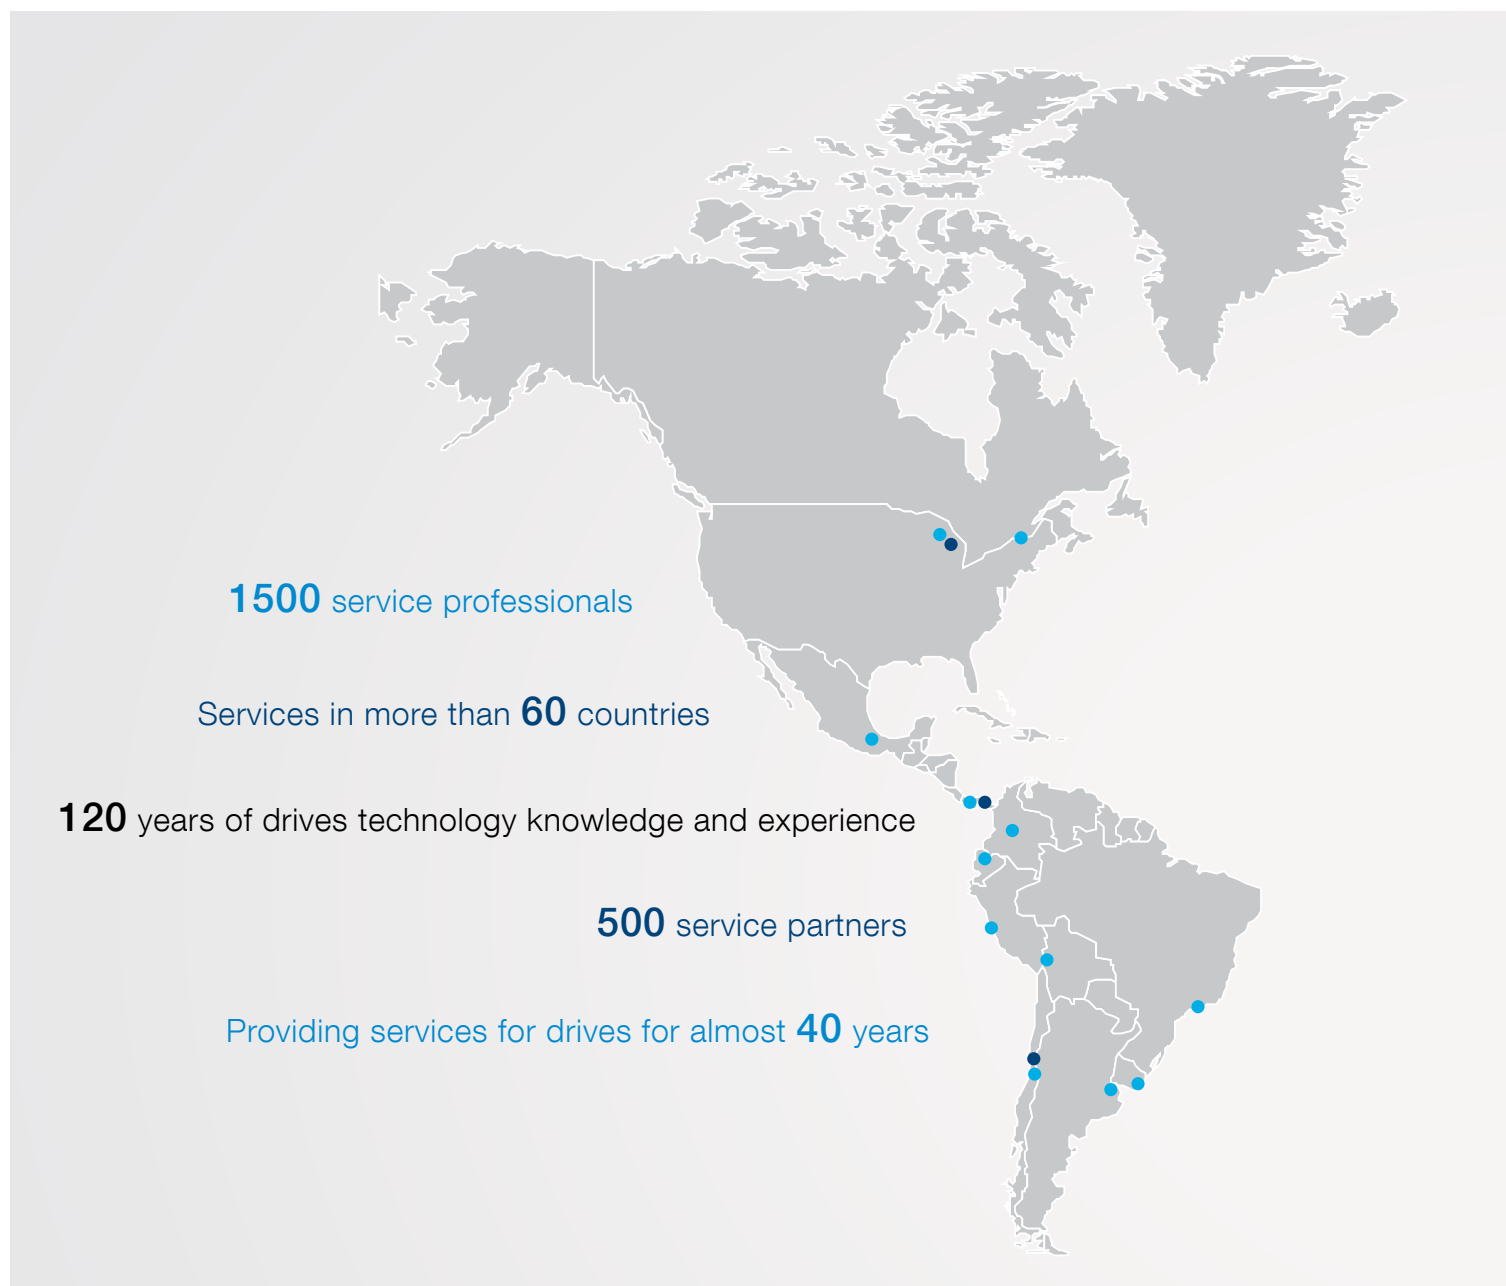 1500 service professionals
Services in more than 60 countries
120 years of drives technology knowledge and experience
500 service partners
Providing services for drives for almost 40 years